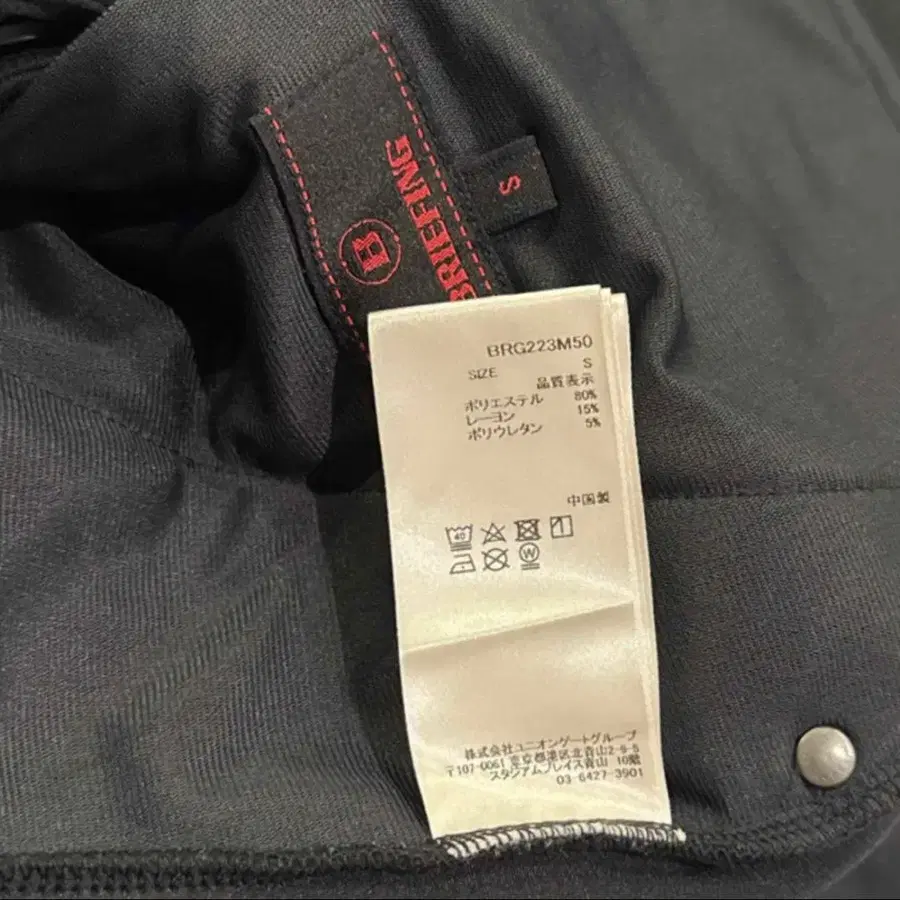 BRIEFING
B
S
BRG223M50
SIZE S
品質表示
ポリエステル 80%
レーヨン 15%
ポリウレタン 5%
中国製
40
W
株式会社ユニオンゲートグループ
〒107-0061 東京都港区北青山2-9-5
スタジアムプレイス青山 10階
03 6427-3901